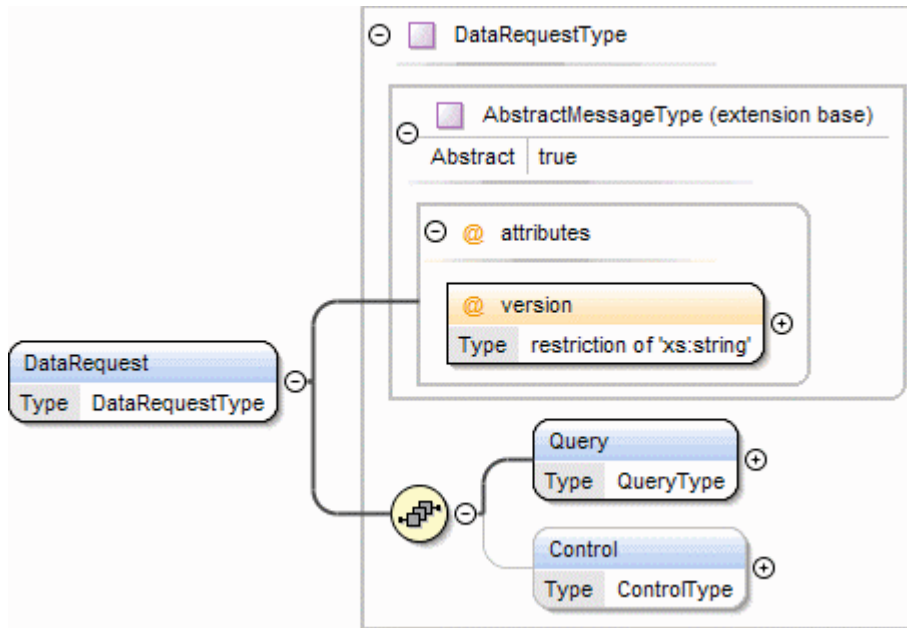 DataRequestType
AbstractMessageType (extension base)
Abstract true
@ attributes
@ version
Type restriction of 'xs:string'
DataRequest
Type DataRequestType
Query
Type QueryType
Control
Type ControlType